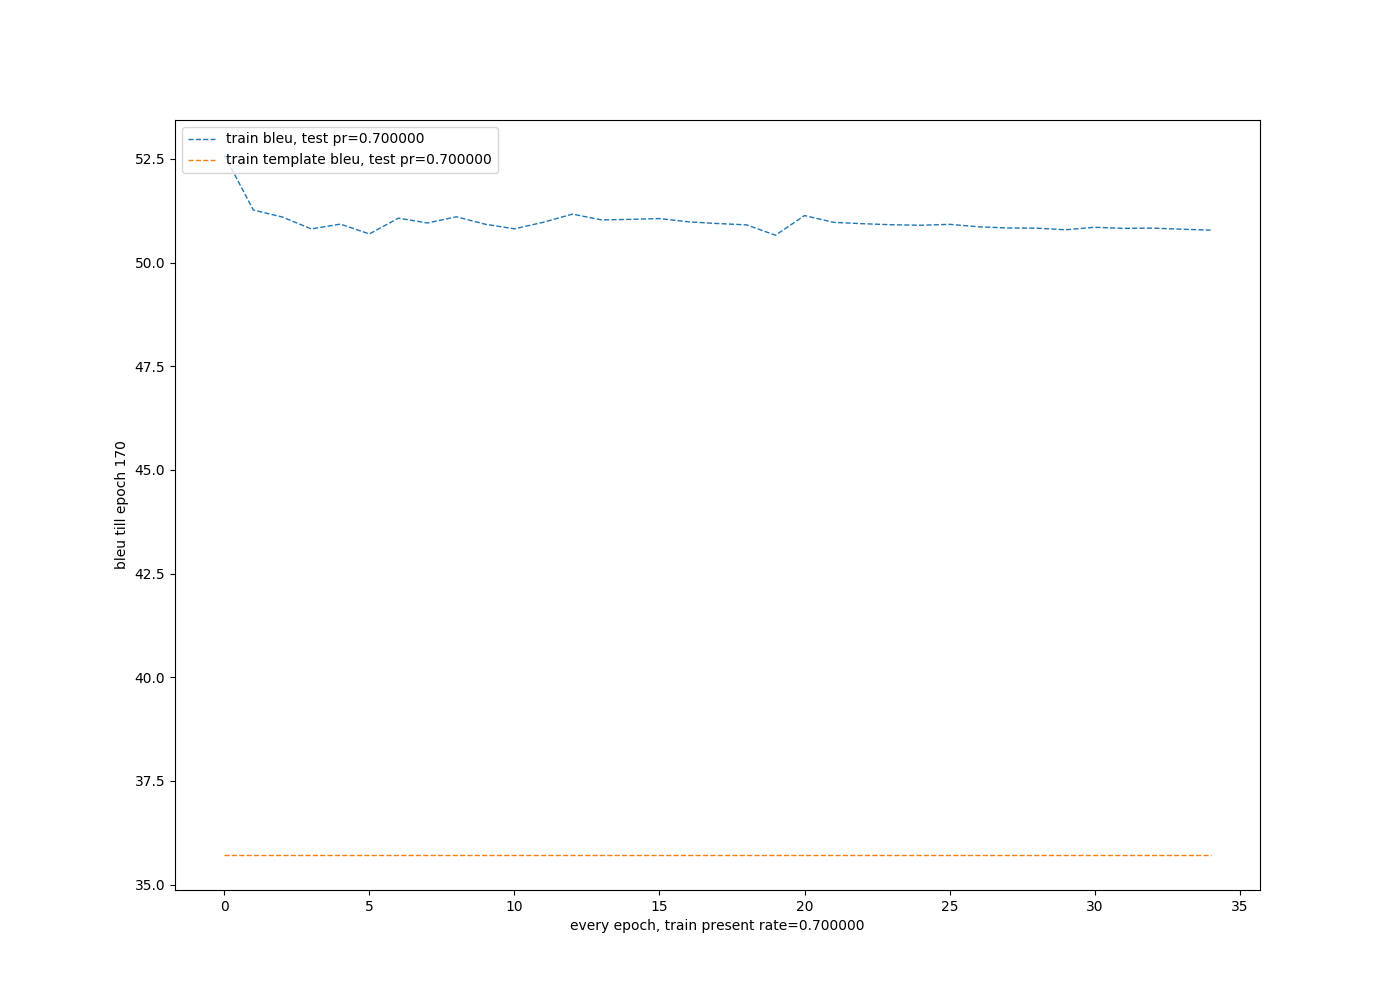 train bleu, test pr=0.700000
train template bleu, test pr=0.700000
52.5
50.0
47.5
45.0
42.5
40.0
37.5
35.0
bleu till epoch 170
0 5 10 15 20 25 30 35
every epoch, train present rate=0.700000